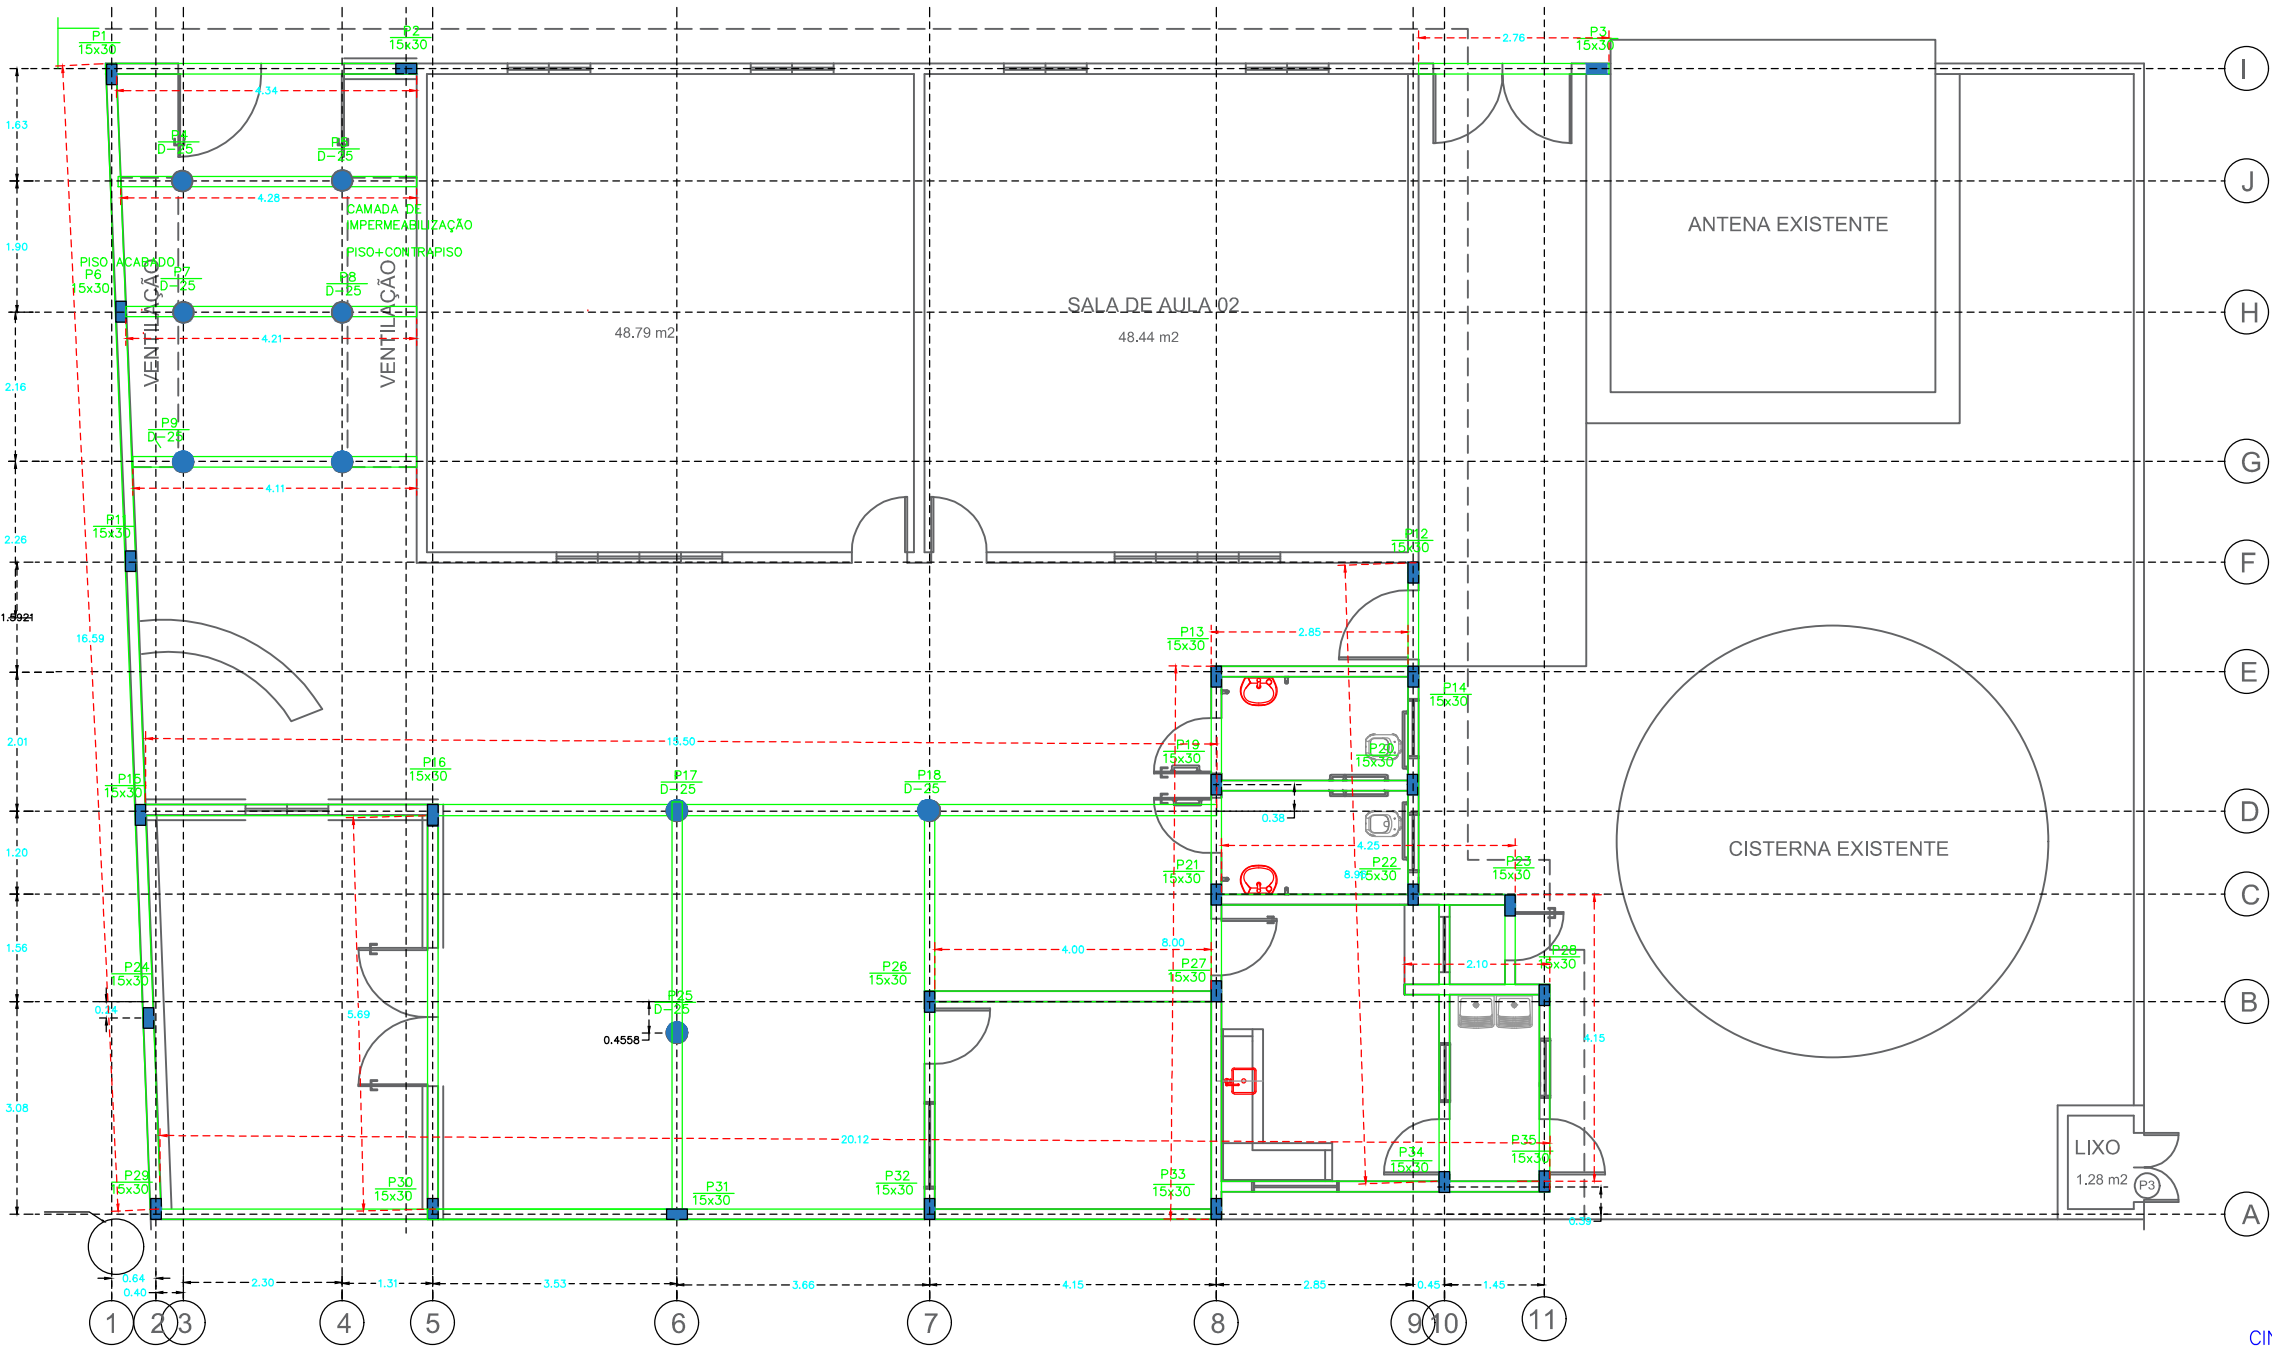 P1
15x30
P2
15x30
2.76
P3
15x30
I
4.34
1.63
P4
D-25
D-25
J
4.28
CAMADA DE
IMPERMEABILIZAÇÃO
PISO+CONTRAPISO
ANTENA EXISTENTE
1.90
PISO ACABADO
P6
15x30
P7
D-25
P8
D-25
VENTILAÇÃO
VENTILAÇÃO
SALA DE AULA 02
48.79 m2
48.44 m2
H
4.21
2.16
P9
D-25
G
4.11
P11
15x30
2.26
P12
15x30
F
1.5921
16.59
P13
15x30
2.85
E
P14
15x30
2.01
15.50
P19
15x30
P20
15x30
P15
15x30
P16
15x30
P17
D-25
P18
D-25
D
0.38
CISTERNA EXISTENTE
1.20
4.25
P21
15x30
P22
15x30
P23
15x30
C
1.56
4.00
8.00
P24
15x30
P26
15x30
P27
15x30
2.10
P28
15x30
0.24
P25
D-25
B
5.69
0.4558
4.15
3.08
20.12
P29
15x30
P30
15x30
P31
15x30
P32
15x30
P33
15x30
P34
15x30
P35
15x30
LIXO
1.28 m2
P3
A
0.39
0.64
0.40
2.30
1.31
3.53
3.66
4.15
2.85
0.45
1.45
1
2
3
4
5
6
7
8
9
10
11